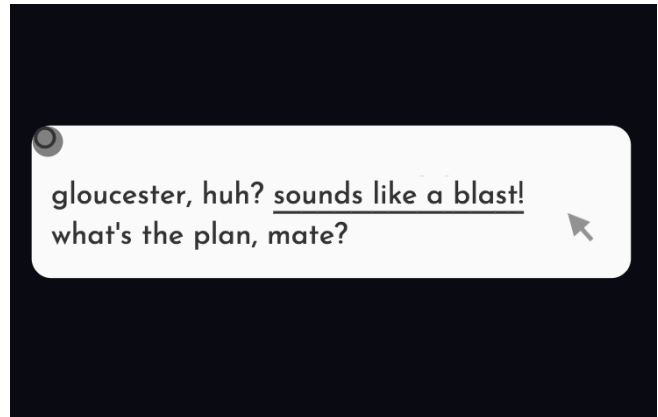 gloucester, huh? sounds like a blast!
what's the plan, mate?